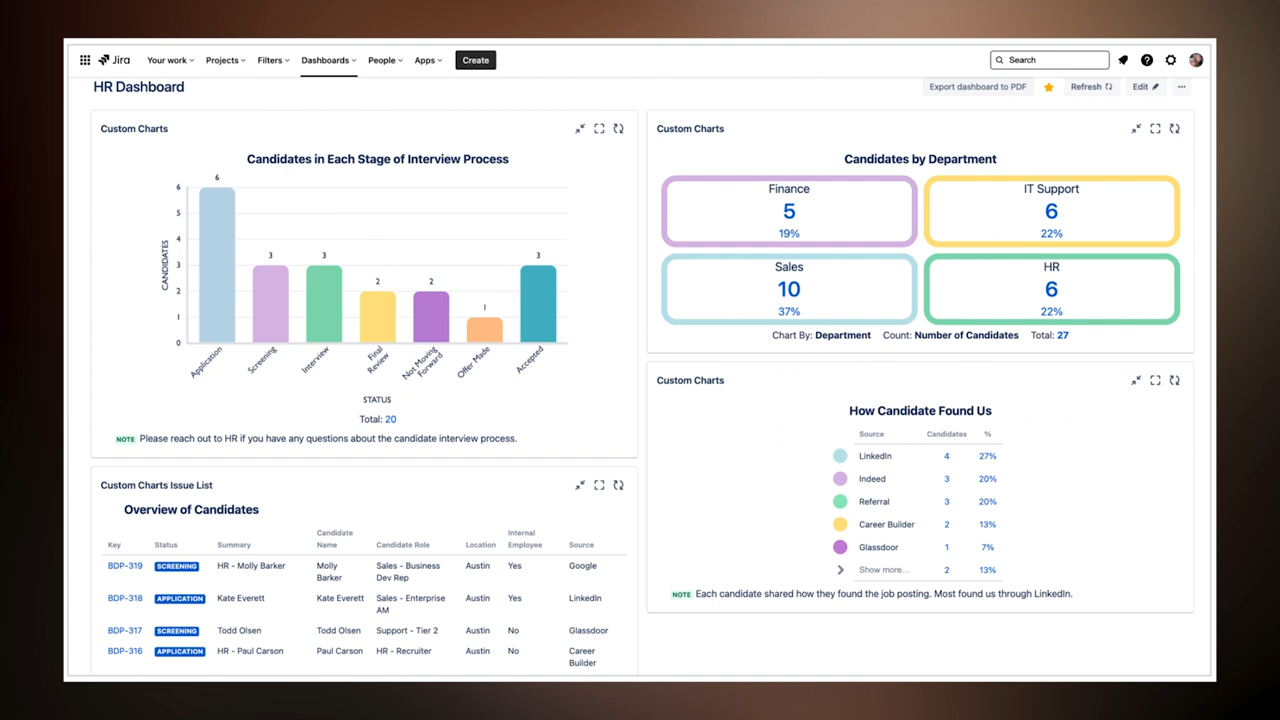 Jira Your work Projects Filters Dashboards People Apps Create Search
HR Dashboard
Export dashboard to PDF Refresh Edit
Custom Charts
Candidates in Each Stage of Interview Process
CANDIDATES
6
5
4
3
2
1
0
6 3 3 2 2 1 3
Application Screening Interview Final Review Not Moving Forward Offer Made Accepted
STATUS
Total: 20
NOTE Please reach out to HR if you have any questions about the candidate interview process.
Custom Charts Issue List
Overview of Candidates
Key Status Summary Candidate Name Candidate Role Location Internal Employee Source
BDP-319 SCREENING HR - Molly Barker Molly Barker Sales - Business Dev Rep Austin Yes Google
BDP-318 APPLICATION Kate Everett Kate Everett Sales - Enterprise AM Austin Yes LinkedIn
BDP-317 SCREENING Todd Olsen Todd Olsen Support - Tier 2 Austin No Glassdoor
BDP-316 APPLICATION HR - Paul Carson Paul Carson HR - Recruiter Austin No Career Builder
Custom Charts
Candidates by Department
Finance
5
19%
IT Support
6
22%
Sales
10
37%
HR
6
22%
Chart By: Department Count: Number of Candidates Total: 27
Custom Charts
How Candidate Found Us
Source Candidates %
LinkedIn 4 27%
Indeed 3 20%
Referral 3 20%
Career Builder 2 13%
Glassdoor 1 7%
Show more... 2 13%
NOTE Each candidate shared how they found the job posting. Most found us through LinkedIn.